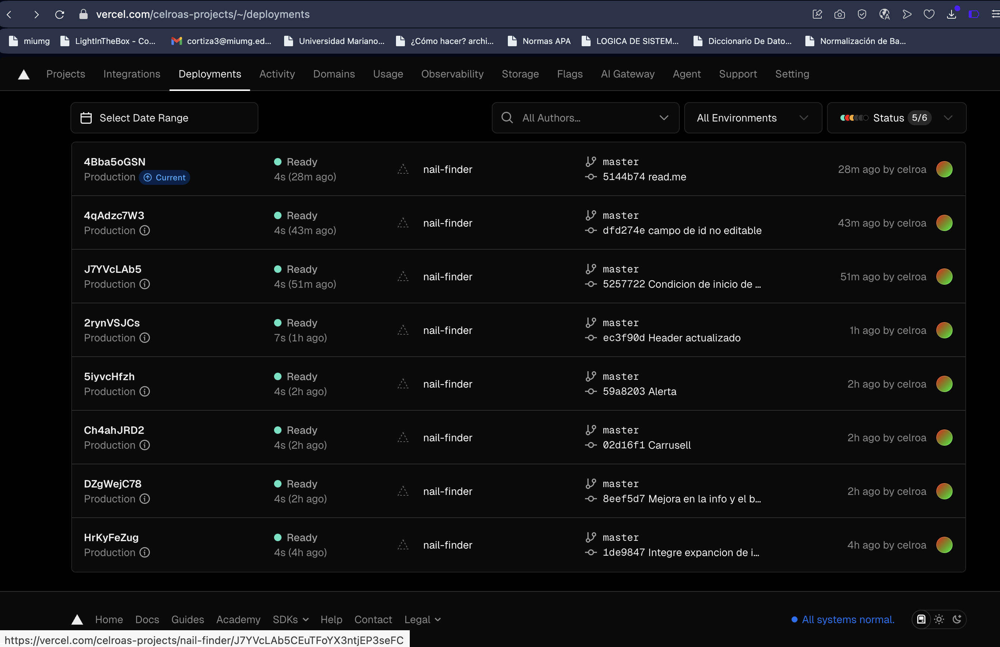 vercel.com/celroas-projects/~/deployments
miumg LightInTheBox - Co... cortiza3@miumg.ed... Universidad Mariano... ¿Cómo hacer? archi... Normas APA LOGICA DE SISTEM... Diccionario De Dato... Normalización de Ba...
Projects Integrations Deployments Activity Domains Usage Observability Storage Flags AI Gateway Agent Support Setting
Select Date Range All Authors... All Environments Status 5/6
4Bba5oGSN Ready nail-finder master 28m ago by celroa
Production Current 4s (28m ago) 5144b74 read.me
4qAdzc7W3 Ready nail-finder master 43m ago by celroa
Production 4s (43m ago) dfd274e campo de id no editable
J7YVcLAb5 Ready nail-finder master 51m ago by celroa
Production 4s (51m ago) 5257722 Condicion de inicio de ...
2rynVSJCs Ready nail-finder master 1h ago by celroa
Production 7s (1h ago) ec3f90d Header actualizado
5iyvcHfzh Ready nail-finder master 2h ago by celroa
Production 4s (2h ago) 59a8203 Alerta
Ch4ahJRD2 Ready nail-finder master 2h ago by celroa
Production 4s (2h ago) 02d16f1 Carrusell
DZgWejC78 Ready nail-finder master 2h ago by celroa
Production 4s (2h ago) 8eef5d7 Mejora en la info y el b...
HrKyFeZug Ready nail-finder master 4h ago by celroa
Production 4s (4h ago) 1de9847 Integre expancion de i...
Home Docs Guides Academy SDKs Help Contact Legal All systems normal.
https://vercel.com/celroas-projects/nail-finder/J7YVcLAb5CEuTFoYX3ntjEP3seFC